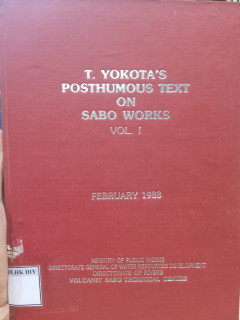 T. YOKOTA'S
POSTHUMOUS TEXT
ON
SABO WORKS
VOL. I
FEBRUARY 1988
MINISTRY OF PUBLIC WORKS
DIRECTORATE GENERAL OF WATER RESOURCES DEVELOPMENT
DIRECTORATE OF RIVERS
VOLCANIC SABO TECHNICAL CENTRE